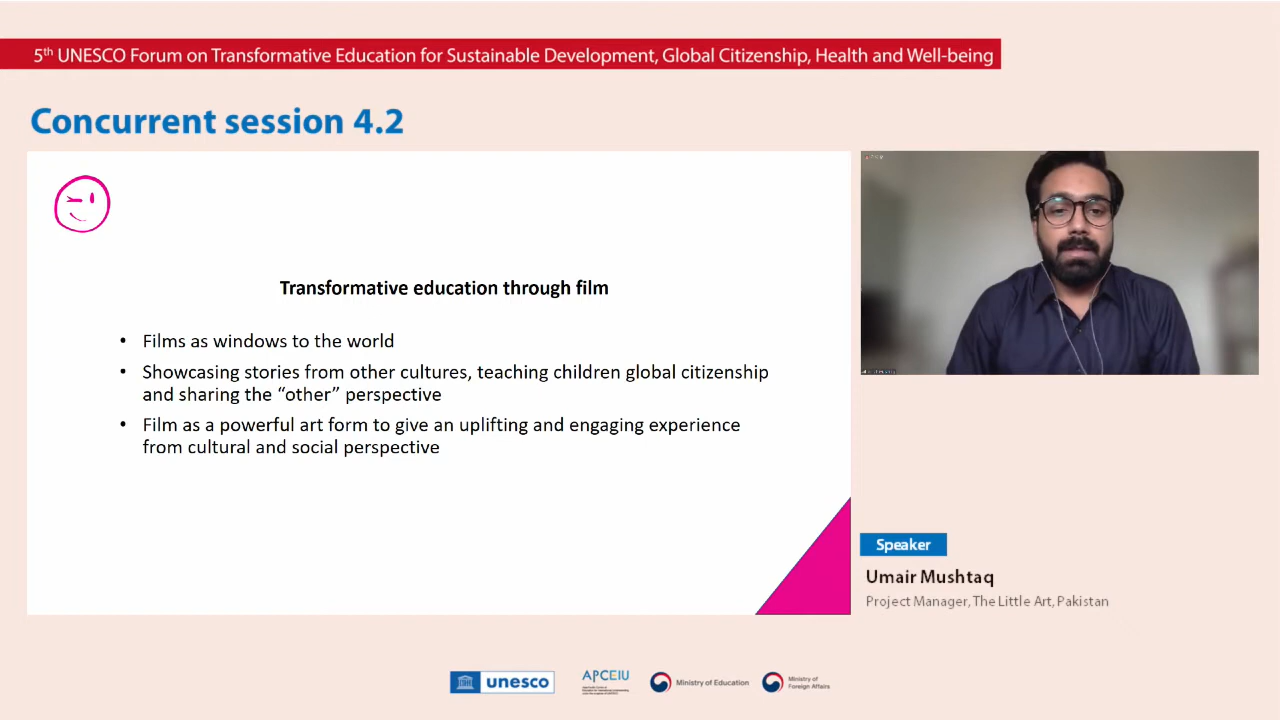 5th UNESCO Forum on Transformative Education for Sustainable Development, Global Citizenship, Health and Well-being
Concurrent session 4.2
Transformative education through film
• Films as windows to the world
• Showcasing stories from other cultures, teaching children global citizenship
and sharing the “other” perspective
• Film as a powerful art form to give an uplifting and engaging experience
from cultural and social perspective
Speaker
Umair Mushtaq
Project Manager, The Little Art, Pakistan
unesco
APCEIU
Ministry of Education
Ministry of
Foreign Affairs